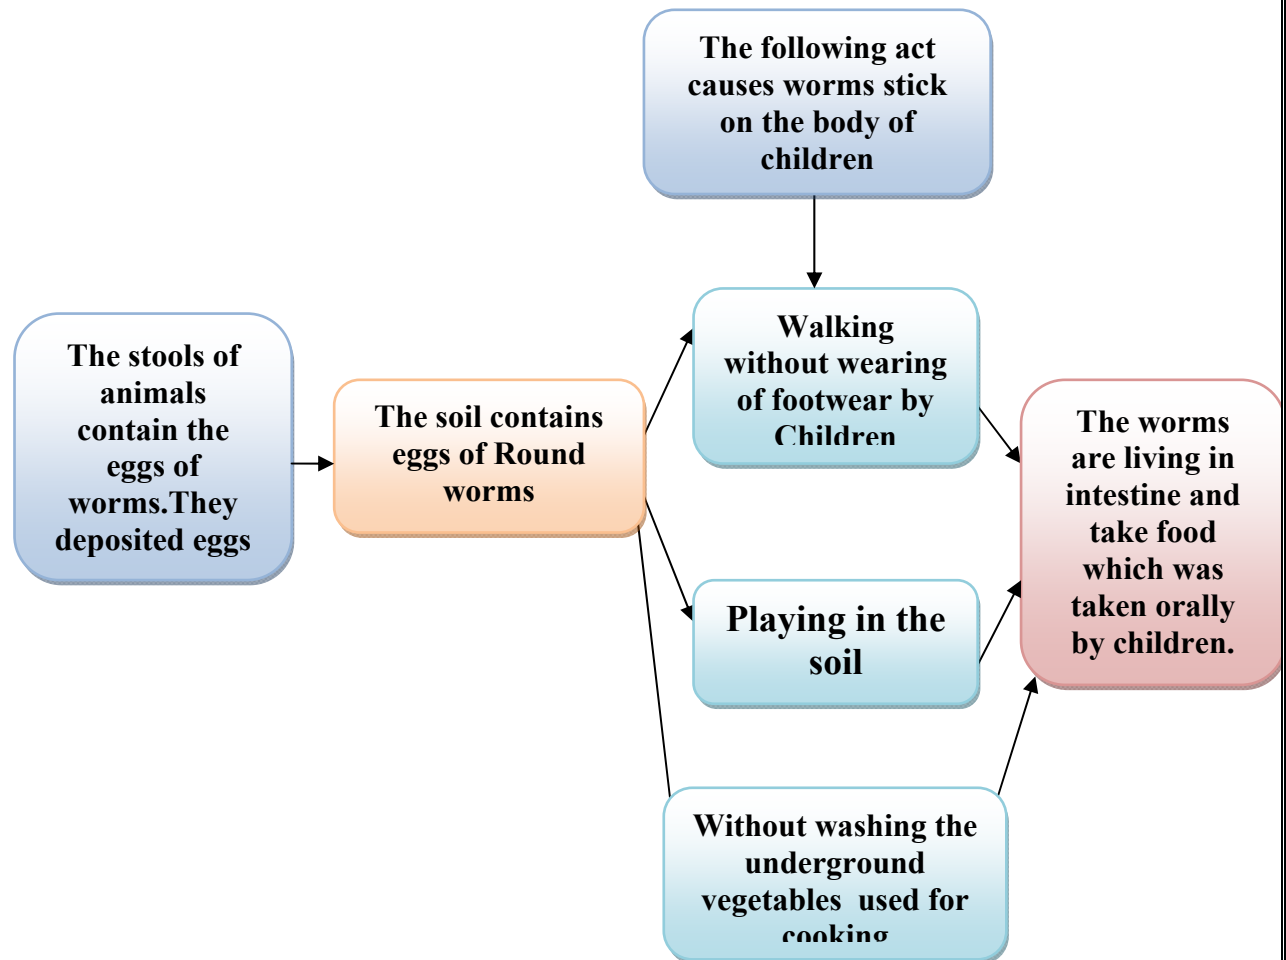 The following act
causes worms stick
on the body of
children
The stools of
animals
contain the
eggs of
worms.They
deposited eggs
The soil contains
eggs of Round
worms
Walking
without wearing
of footwear by
Children
Playing in the
soil
Without washing the
underground
vegetables used for
cooking
The worms
are living in
intestine and
take food
which was
taken orally
by children.